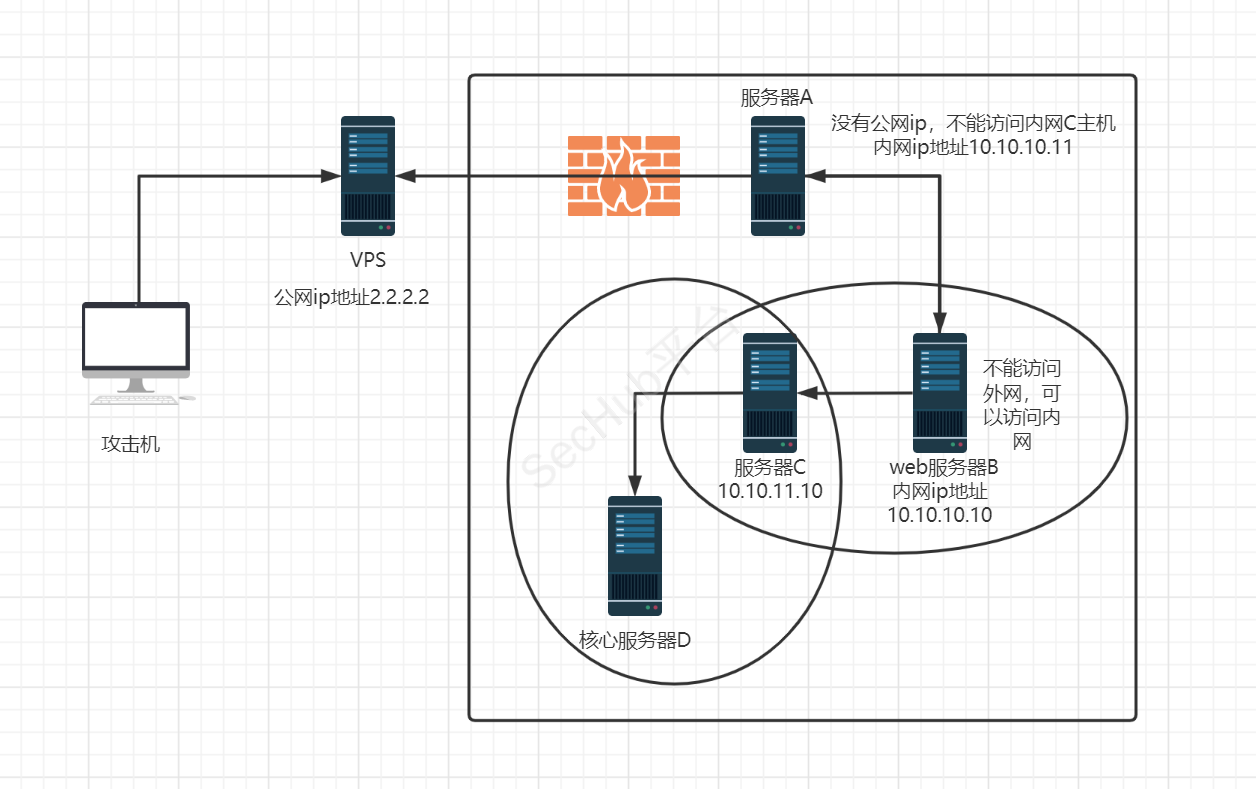 服务器A
没有公网ip，不能访问内网C主机
内网ip地址10.10.10.11
VPS
公网ip地址2.2.2.2
攻击机
不能访问
外网，可
以访问内
网
服务器C
10.10.11.10
web服务器B
内网ip地址
10.10.10.10
核心服务器D
SecHub平台